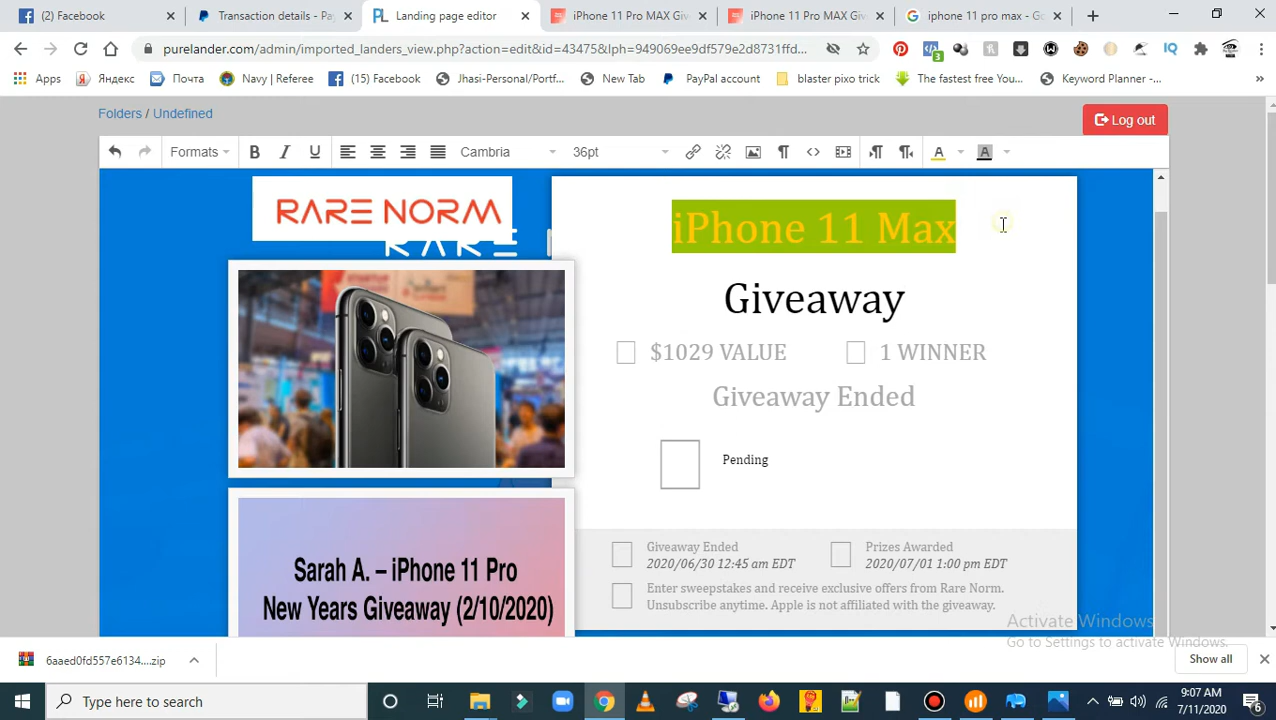 (2) Facebook
Transaction details - Pay
Landing page editor
iPhone 11 Pro MAX Give
iPhone 11 Pro MAX Giv
iphone 11 pro max - Go
purelander.com/admin/imported_landers_view.php?action=edit&id=43475&lph=949069ee9df579e2a8731ffd...
Apps
Яндекс
Почта
Navy | Referee
(15) Facebook
Jhasi-Personal/Portf...
New Tab
PayPal account
blaster pixo trick
The fastest free You...
Keyword Planner -...
»
Folders / Undefined
Log out
Formats
B I U
Cambria
36pt
A A
RARE NORM
RARE
iPhone 11 Max
Giveaway
$1029 VALUE
1 WINNER
Giveaway Ended
Pending
Sarah A. – iPhone 11 Pro
New Years Giveaway (2/10/2020)
Giveaway Ended
2020/06/30 12:45 am EDT
Prizes Awarded
2020/07/01 1:00 pm EDT
Enter sweepstakes and receive exclusive offers from Rare Norm.
Unsubscribe anytime. Apple is not affiliated with the giveaway.
Activate Windows
Go to Settings to activate Windows.
6aaed0fd557e6134....zip
Show all
Type here to search
9:07 AM
7/11/2020
6